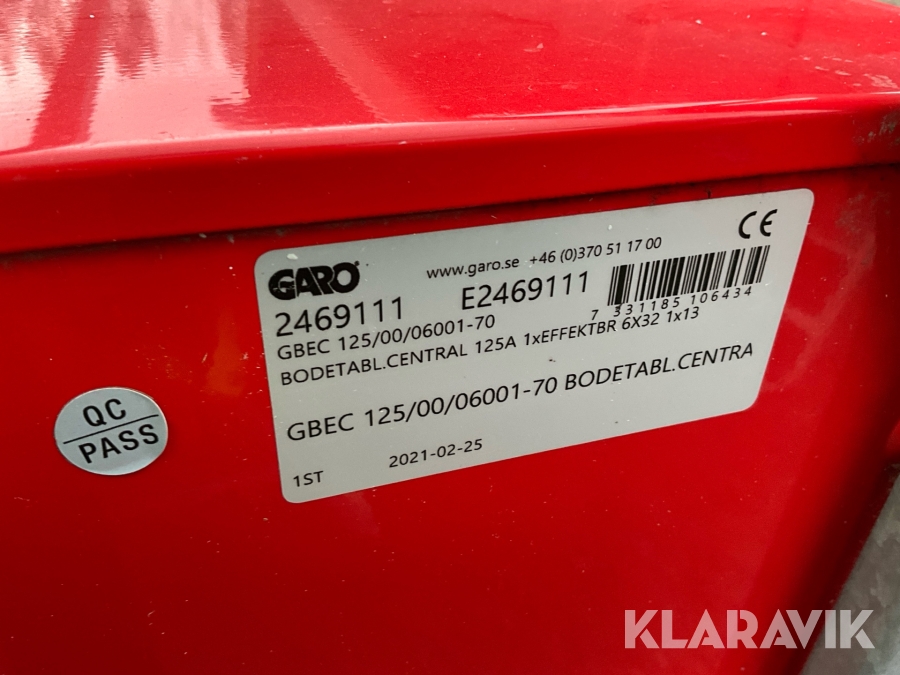 GARO
www.garo.se +46 (0)370 51 17 00
CE
2469111 E2469111
7 331185 106434
GBEC 125/00/06001-70
BODETABL.CENTRAL 125A 1xEFFEKTBR 6X32 1x13
GBEC 125/00/06001-70 BODETABL.CENTRA
1ST 2021-02-25
QC
PASS
KLARAVIK